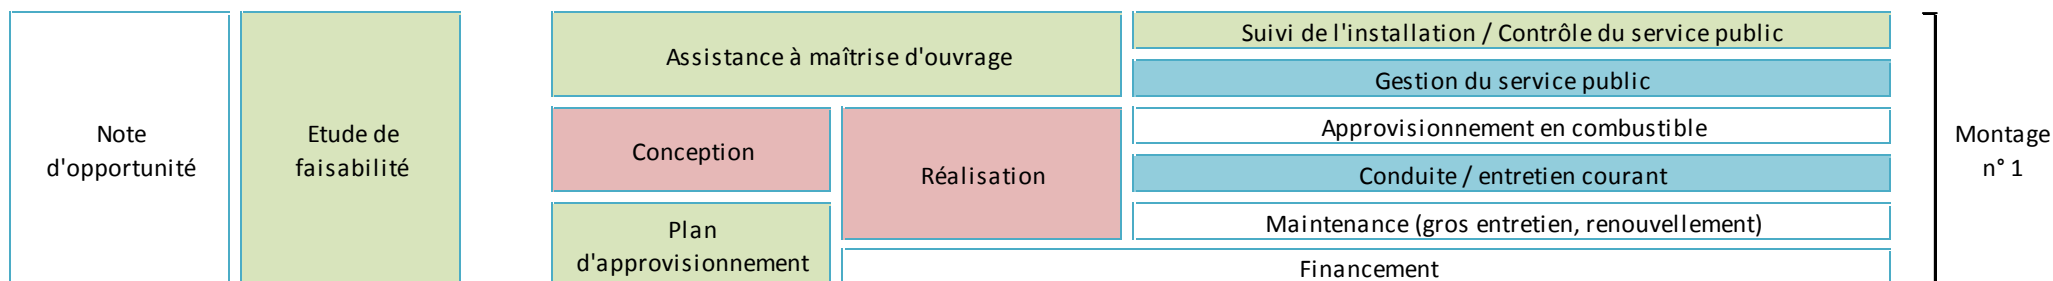 Note
d'opportunité
Etude de
faisabilité
Assistance à maîtrise d'ouvrage
Conception
Plan
d'approvisionnement
Réalisation
Suivi de l'installation / Contrôle du service public
Gestion du service public
Approvisionnement en combustible
Conduite / entretien courant
Maintenance (gros entretien, renouvellement)
Financement
Montage
n° 1